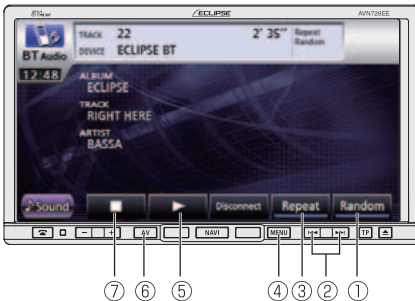 ECLIPSE
AVN726EE
BT Audio
TRACK 22 2' 35" Repeat
DEVICE ECLIPSE BT Random
12:48
ALBUM
ECLIPSE
TRACK
RIGHT HERE
ARTIST
BASSA
Sound Disconnect Repeat Random
AV NAVI MENU TP
⑦ ⑥ ⑤ ④ ③ ② ①